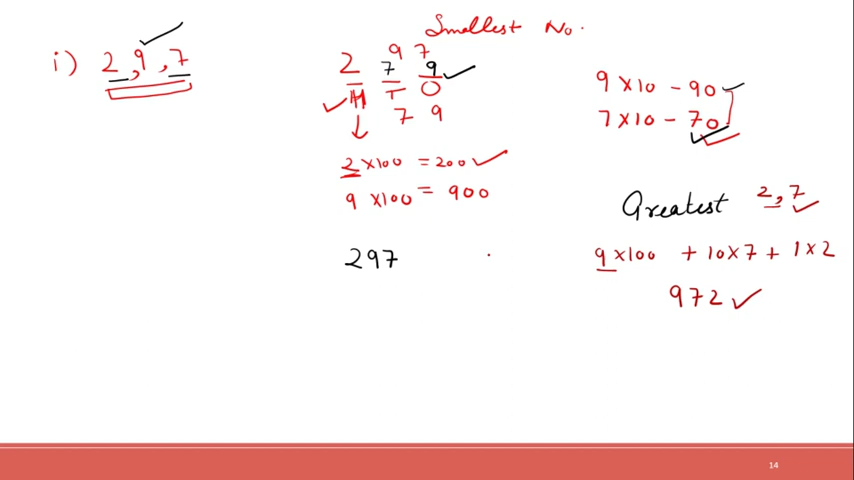 Smallest No.
i) 2, 9, 7
9 7
2 7 9
H T O
7 9
2 x 100 = 200
9 x 100 = 900
297
9 x 10 - 90
7 x 10 - 70
Greatest 2, 7
9 x 100 + 10 x 7 + 1 x 2
972
14